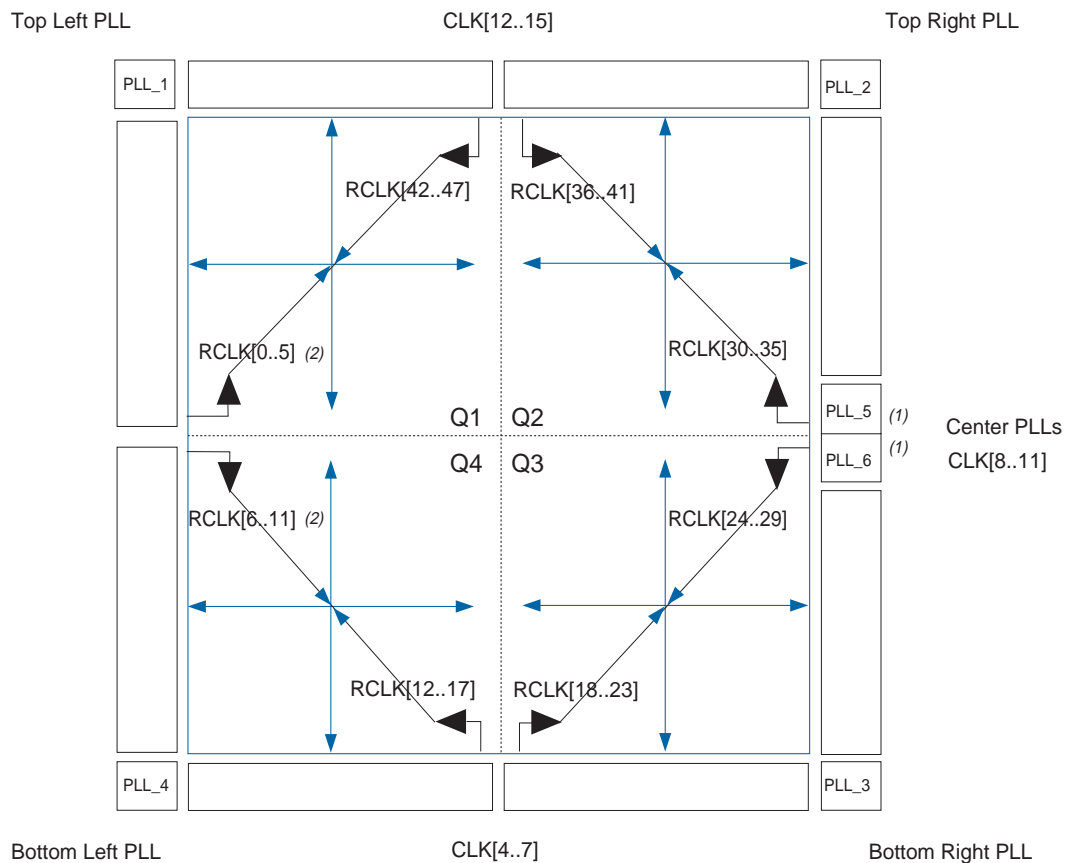 Top Left PLL
CLK[12..15]
Top Right PLL
PLL_1
PLL_2
RCLK[42..47]
RCLK[36..41]
RCLK[0..5] (2)
RCLK[30..35]
Q1
Q2
PLL_5
(1)
Center PLLs
CLK[8..11]
Q4
Q3
PLL_6
(1)
RCLK[6..11] (2)
RCLK[24..29]
RCLK[12..17]
RCLK[18..23]
PLL_4
PLL_3
Bottom Left PLL
CLK[4..7]
Bottom Right PLL